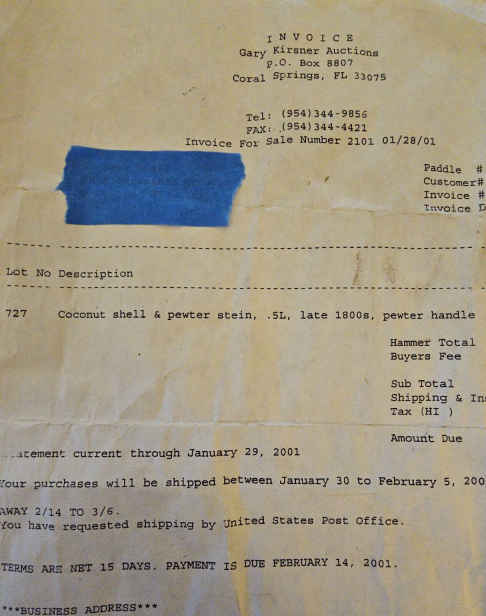 I N V O I C E
Gary Kirsner Auctions
P.O. Box 8807
Coral Springs, FL 33075
Tel: (954)344-9856
FAX: (954)344-4421
Invoice For Sale Number 2101 01/28/01
Paddle #
Customer#
Invoice #
Invoice D
Lot No Description
727 Coconut shell & pewter stein, .5L, late 1800s, pewter handle
Hammer Total
Buyers Fee
Sub Total
Shipping & Ins
Tax (HI )
Amount Due
atement current through January 29, 2001
Your purchases will be shipped between January 30 to February 5, 200
AWAY 2/14 TO 3/6.
You have requested shipping by United States Post Office.
TERMS ARE NET 15 DAYS. PAYMENT IS DUE FEBRUARY 14, 2001.
***BUSINESS ADDRESS***